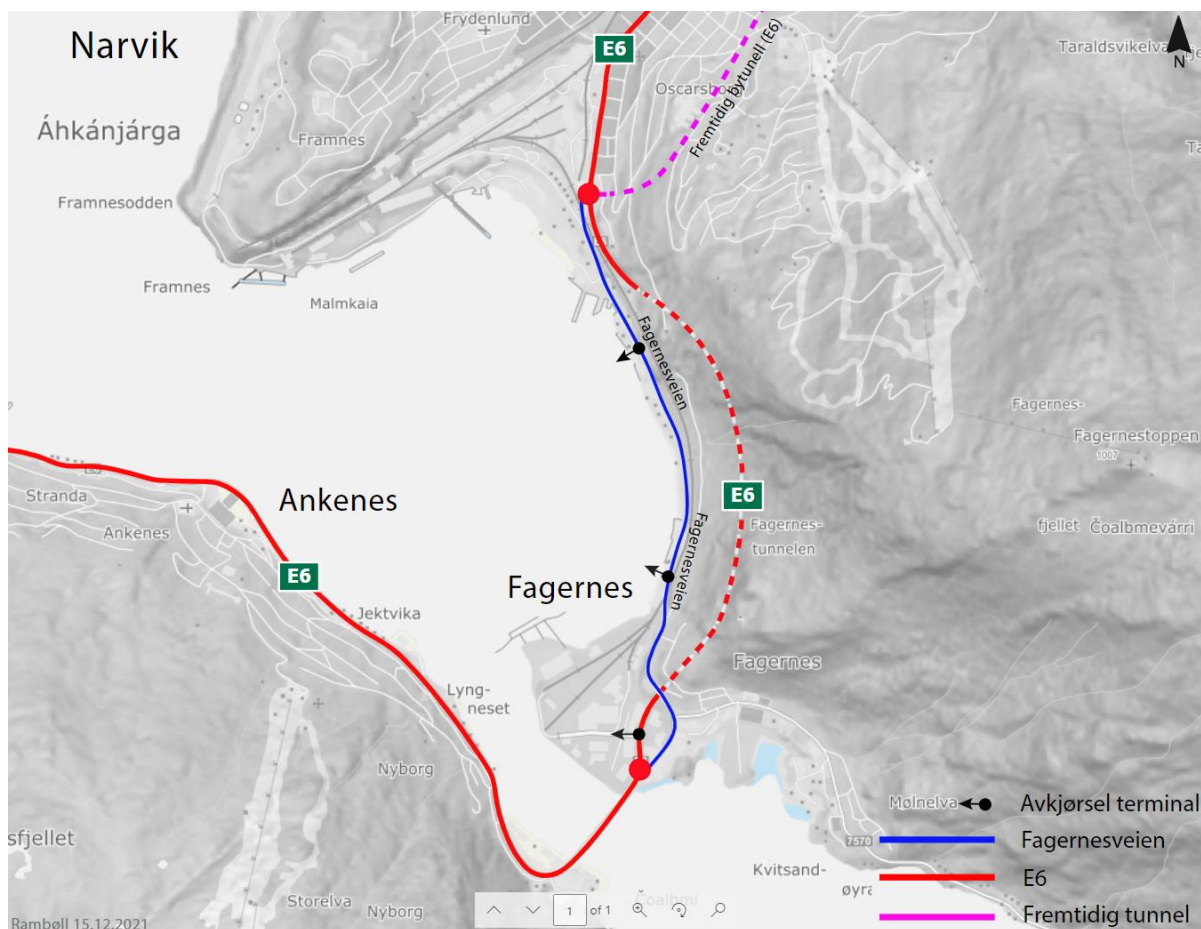 Narvik
Frydenlund
E6
Fremtidig bytunell (E6)
Taraldsvikelva
N
Oscarsborg
Áhkánjárga
Framnes
Framnesodden
Framnes
Malmkaia
Fagernesveien
Fagernes-
Fagernestoppen
1007
Stranda
Ankenes
Ankenes
E6
Fagernesveien
Fagernes-
tunnelen
fjellet Čoalbmevárri
E6
Fagernes
Jektvika
Fagernes
Lyng-
neset
Nyborg
Mølnelva
Avkjørsel terminal
sfjellet
7570
Fagernesveien
Kvitsand-
øyra
E6
Storelva
Nyborg
Čoalbmi
1 of 1
Fremtidig tunnel
Rambøll 15.12.2021